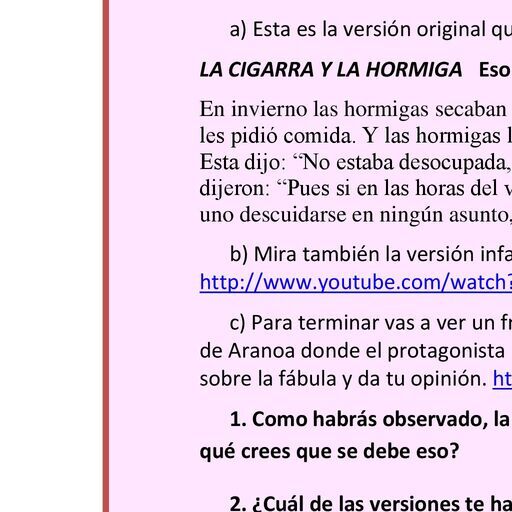 a) Esta es la versión original qu
LA CIGARRA Y LA HORMIGA Eso
En invierno las hormigas secaban
les pidió comida. Y las hormigas l
Esta dijo: “No estaba desocupada,
dijeron: “Pues si en las horas del v
uno descuidarse en ningún asunto,
b) Mira también la versión infa
http://www.youtube.com/watch?
c) Para terminar vas a ver un fr
de Aranoa donde el protagonista
sobre la fábula y da tu opinión. ht
1. Como habrás observado, la
qué crees que se debe eso?
2. ¿Cuál de las versiones te ha